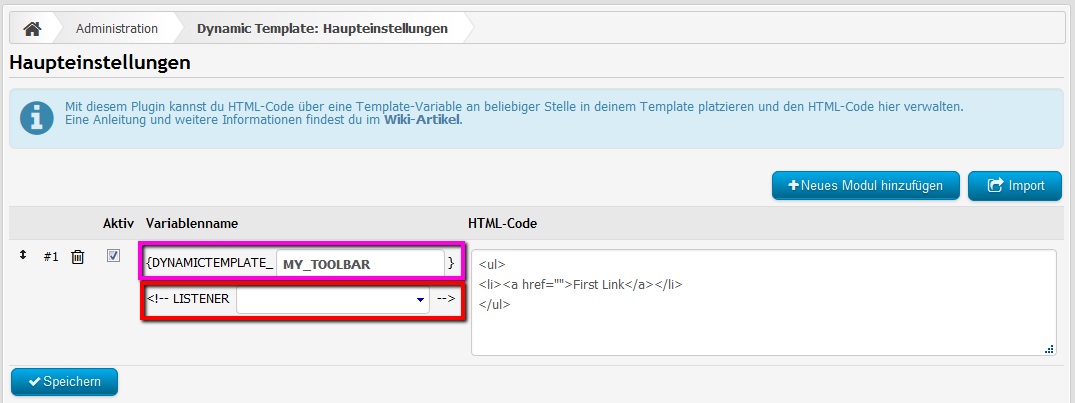 Administration
Dynamic Template: Haupteinstellungen
Haupteinstellungen
Mit diesem Plugin kannst du HTML-Code über eine Template-Variable an beliebiger Stelle in deinem Template platzieren und den HTML-Code hier verwalten.
Eine Anleitung und weitere Informationen findest du im Wiki-Artikel.
Neues Modul hinzufügen
Import
Aktiv Variablenname HTML-Code
#1
{DYNAMICTEMPLATE_ MY_TOOLBAR }
<!-- LISTENER -->
<ul>
<li><a href="">First Link</a></li>
</ul>
Speichern